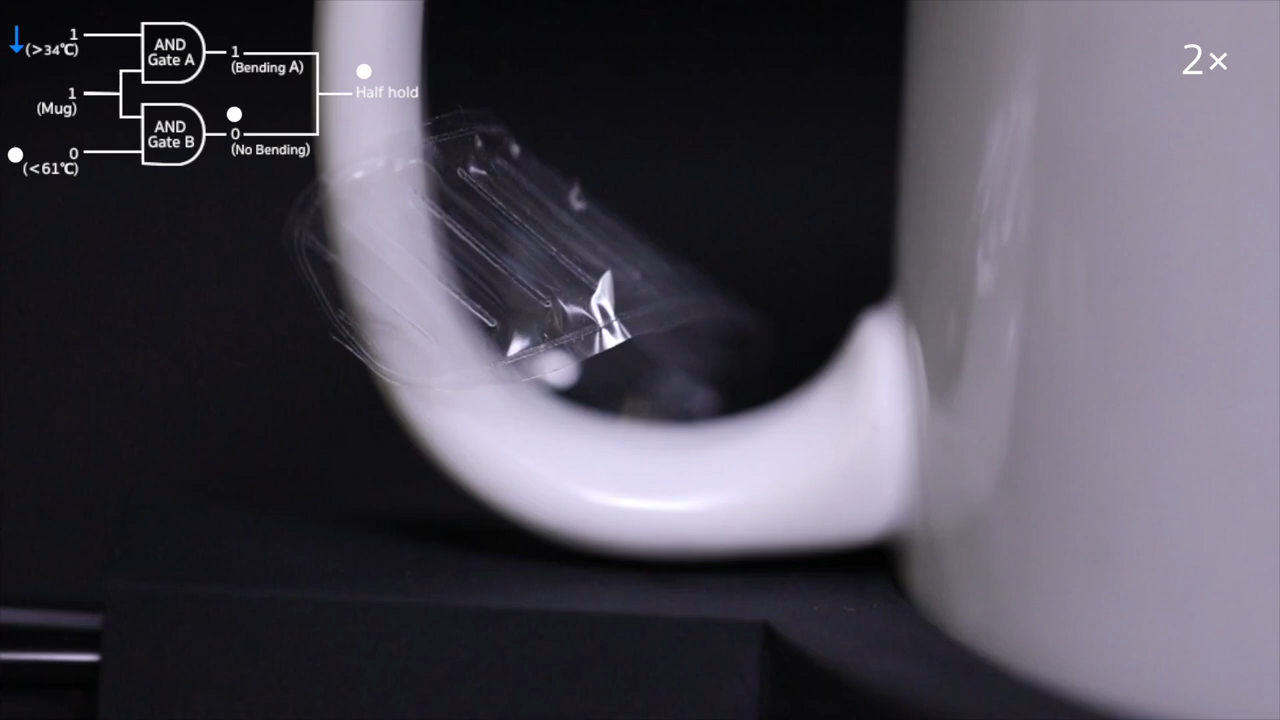 1
(>34℃)
AND
Gate A
1
(Bending A)
1
(Mug)
Half hold
AND
Gate B
0
(No Bending)
0
(<61℃)
2×